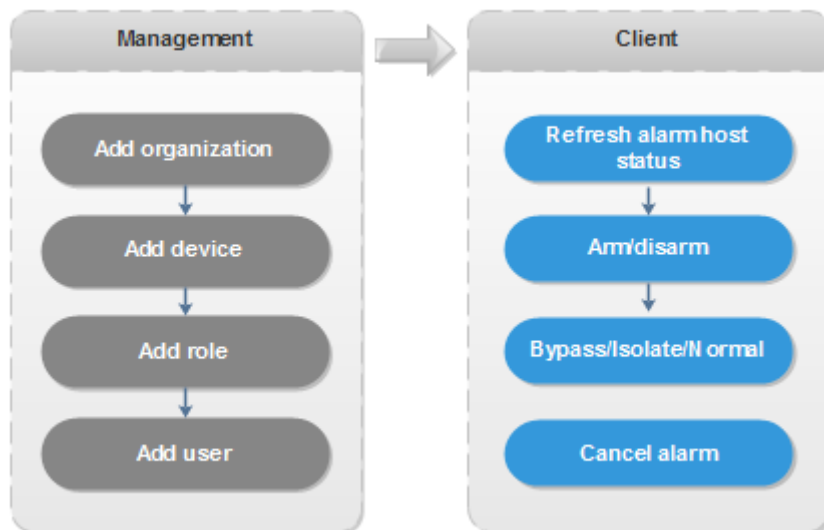 Management
Client
Add organization
Add device
Add role
Add user
Refresh alarm host
status
Arm/disarm
Bypass/Isolate/Normal
Cancel alarm